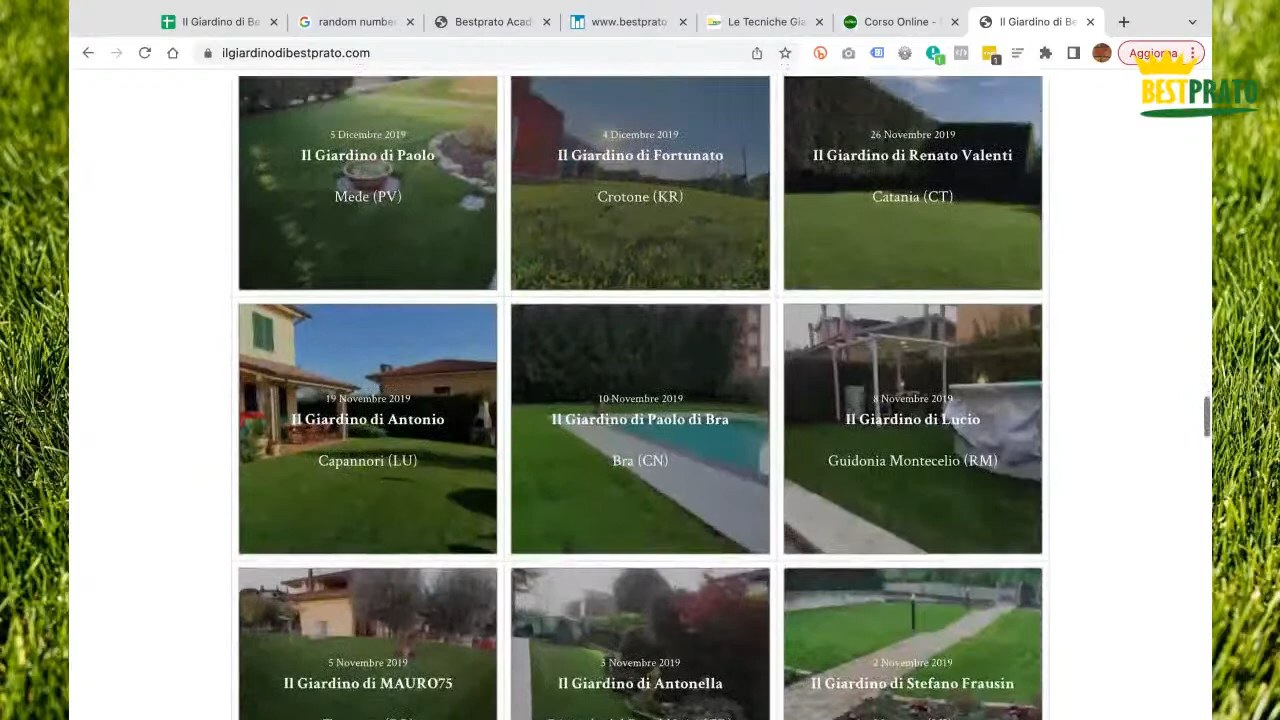 Il Giardino di Be
random number
Bestprato Acad
www.bestprato
Le Tecniche Gia
Corso Online -
Il Giardino di Be
ilgiardinodibestprato.com
1
1
Aggiorna
BESTPRATO
5 Dicembre 2019
Il Giardino di Paolo
Mede (PV)
4 Dicembre 2019
Il Giardino di Fortunato
Crotone (KR)
26 Novembre 2019
Il Giardino di Renato Valenti
Catania (CT)
19 Novembre 2019
Il Giardino di Antonio
Capannori (LU)
10 Novembre 2019
Il Giardino di Paolo di Bra
Bra (CN)
8 Novembre 2019
Il Giardino di Lucio
Guidonia Montecelio (RM)
5 Novembre 2019
Il Giardino di MAURO75
3 Novembre 2019
Il Giardino di Antonella
2 Novembre 2019
Il Giardino di Stefano Frausin